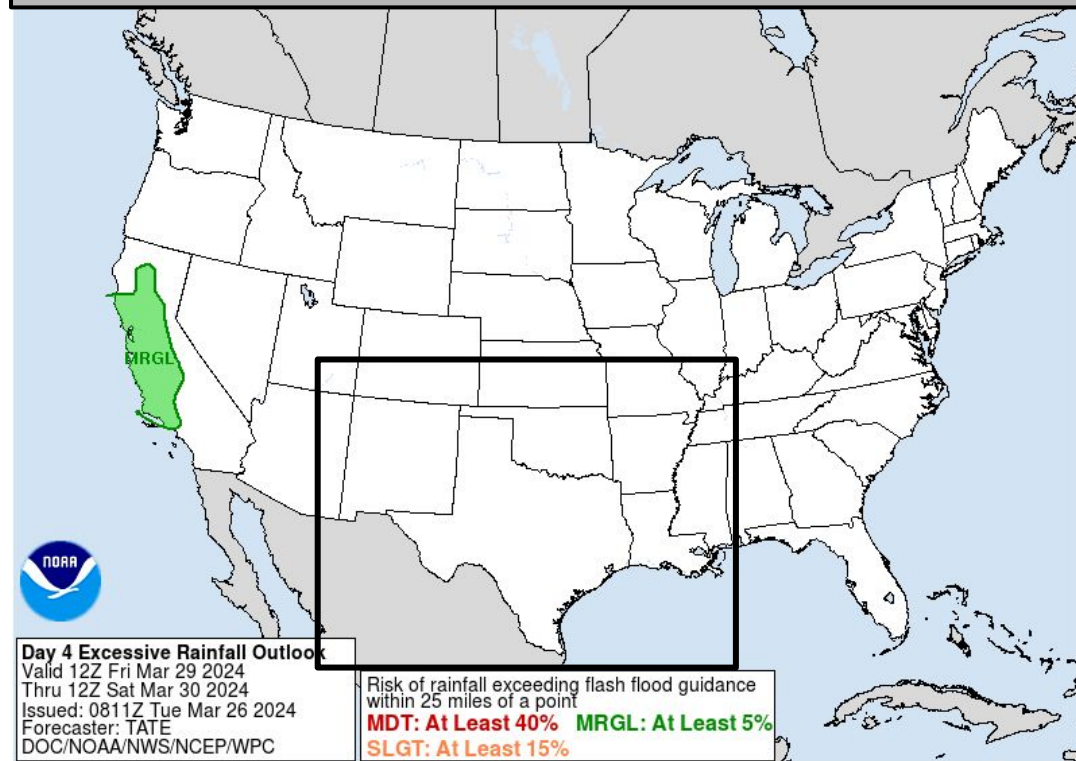 MRGL
NOAA
Day 4 Excessive Rainfall Outlook
Valid 12Z Fri Mar 29 2024
Thru 12Z Sat Mar 30 2024
Issued: 0811Z Tue Mar 26 2024
Forecaster: TATE
DOC/NOAA/NWS/NCEP/WPC
Risk of rainfall exceeding flash flood guidance
within 25 miles of a point
MDT: At Least 40% MRGL: At Least 5%
SLGT: At Least 15%